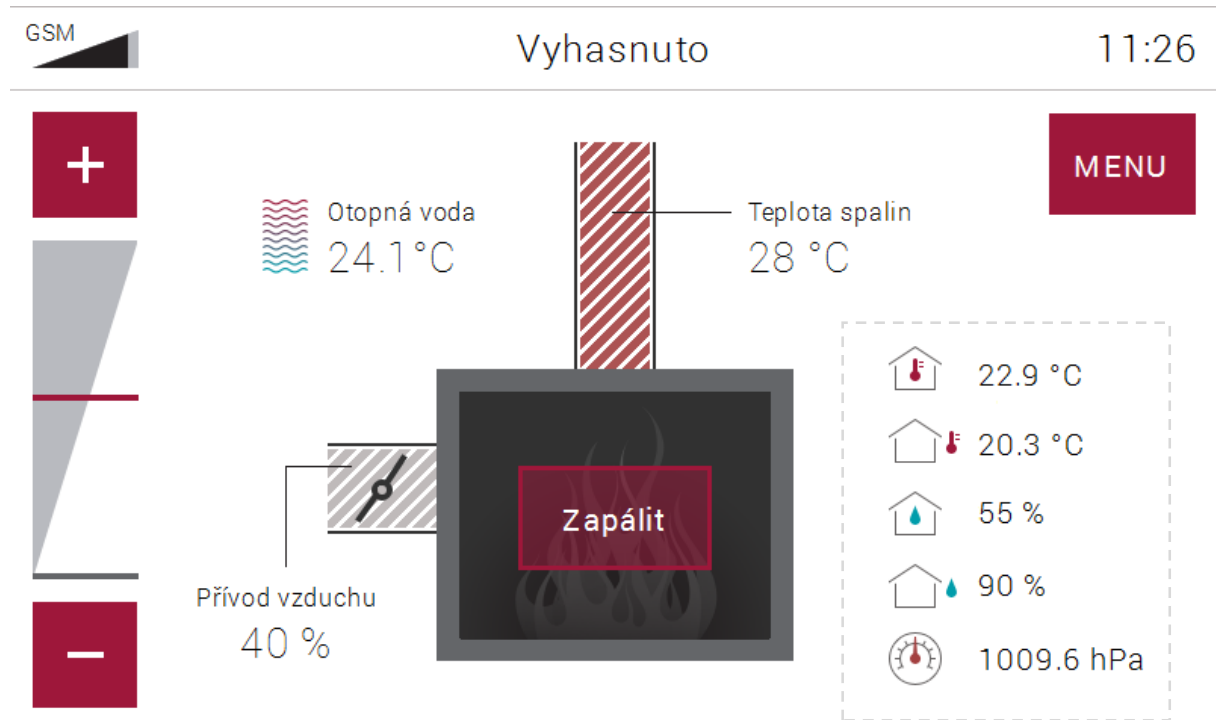 GSM
Vyhasnuto
11:26
+
MENU
Otopná voda
24.1°C
Teplota spalin
28 °C
22.9 °C
20.3 °C
Zapálit
55 %
Přívod vzduchu
40 %
90 %
−
1009.6 hPa